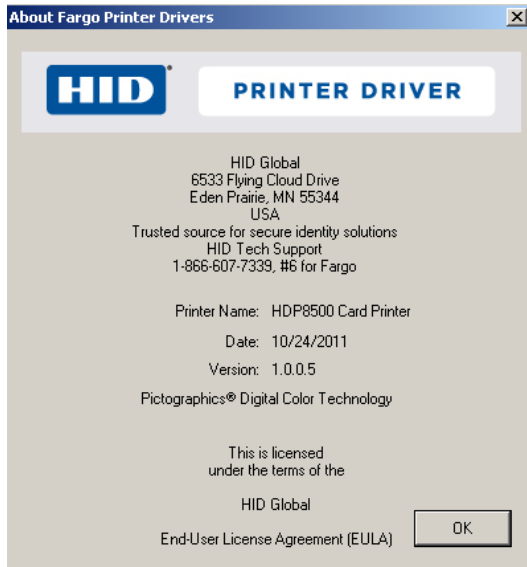 About Fargo Printer Drivers
HID PRINTER DRIVER
HID Global
6533 Flying Cloud Drive
Eden Prairie, MN 55344
USA
Trusted source for secure identity solutions
HID Tech Support
1-866-607-7339, #6 for Fargo
Printer Name: HDP8500 Card Printer
Date: 10/24/2011
Version: 1.0.0.5
Pictographics® Digital Color Technology
This is licensed
under the terms of the
HID Global
End-User License Agreement (EULA)
OK